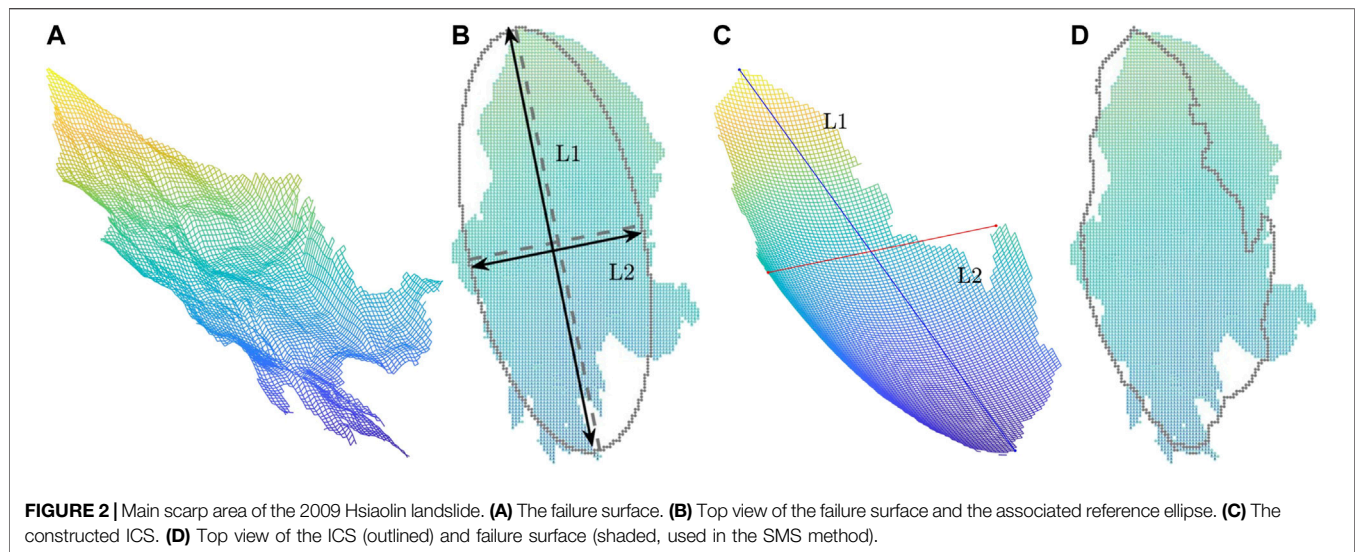 A
B
C
D
L1
L2
L1
L2
FIGURE 2 | Main scarp area of the 2009 Hsiaolin landslide. (A) The failure surface. (B) Top view of the failure surface and the associated reference ellipse. (C) The
constructed ICS. (D) Top view of the ICS (outlined) and failure surface (shaded, used in the SMS method).